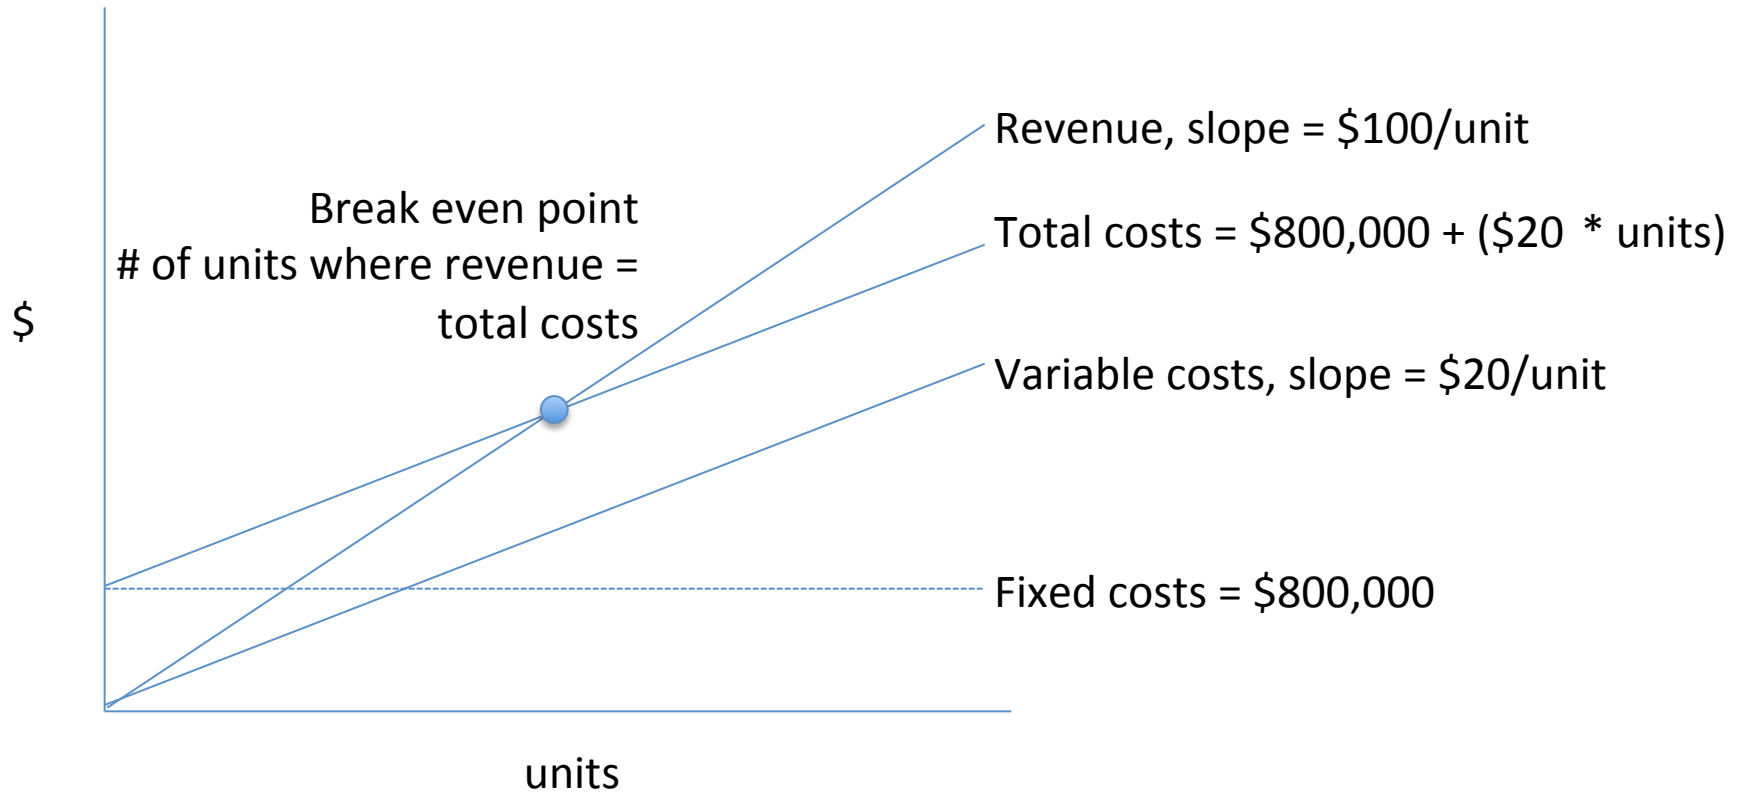 Revenue, slope = $100/unit
Break even point
# of units where revenue =
total costs
Total costs = $800,000 + ($20 * units)
$
Variable costs, slope = $20/unit
Fixed costs = $800,000
units